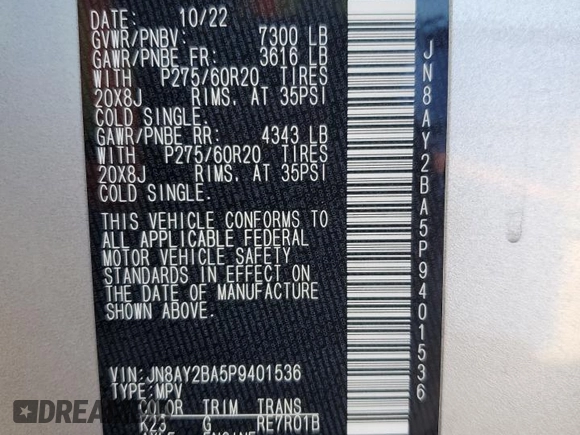 DATE: 10/22
GVWR/PNBV: 7300 LB
GAWR/PNBE FR: 3616 LB
WITH P275/60R20 TIRES
20X8J RIMS. AT 35PSI
COLD SINGLE.
GAWR/PNBE RR: 4343 LB
WITH P275/60R20 TIRES
20X8J RIMS. AT 35PSI
COLD SINGLE.
THIS VEHICLE CONFORMS TO
ALL APPLICABLE FEDERAL
MOTOR VEHICLE SAFETY
STANDARDS IN EFFECT ON
THE DATE OF MANUFACTURE
SHOWN ABOVE.
VIN:JN8AY2BA5P9401536
TYPE:MPV
COLOR TRIM TRANS
K23 G RE7R01B
AXLE ENGINE
JN8AY2BA5P9401536